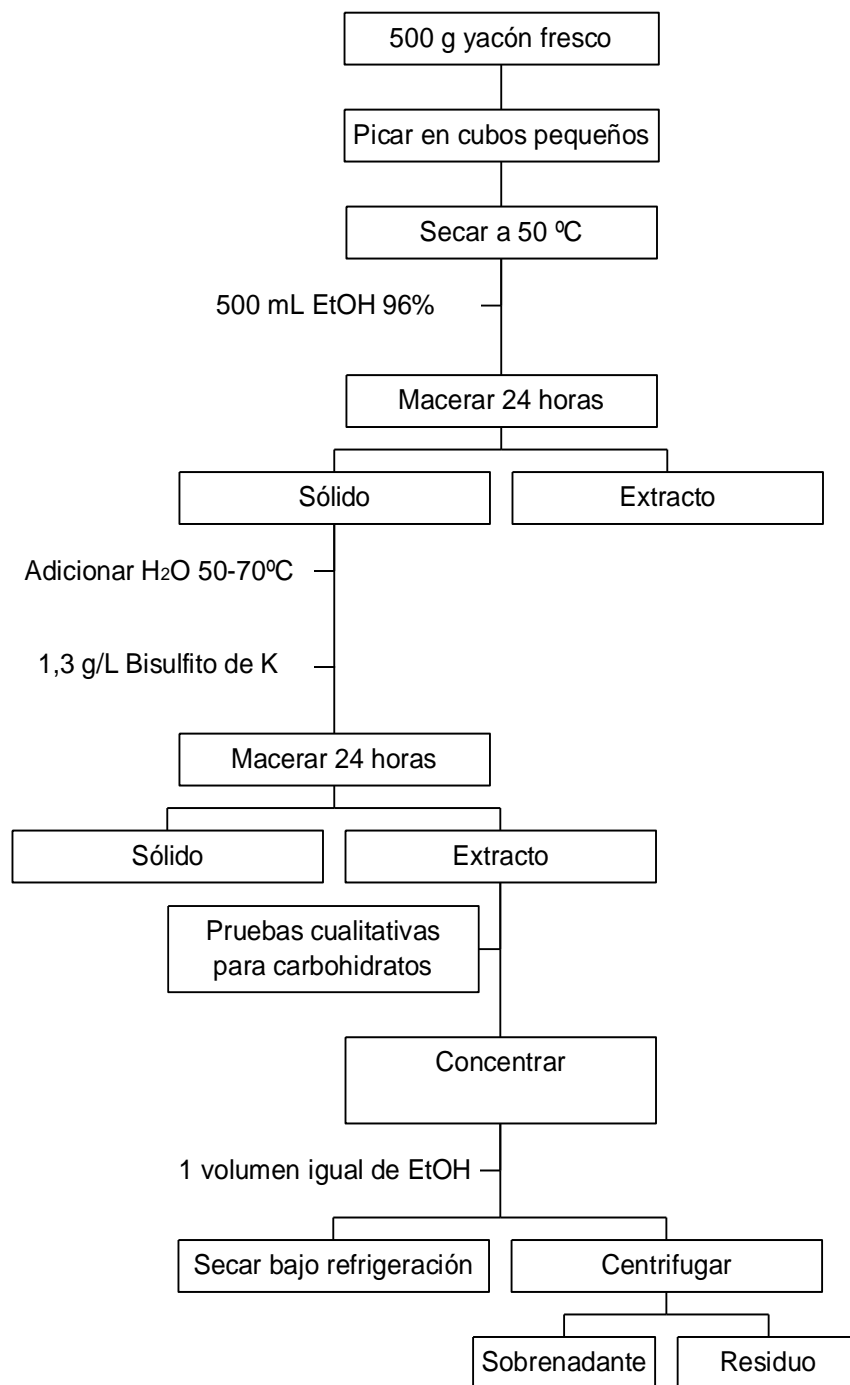 500 g yacón fresco
Picar en cubos pequeños
Secar a 50 ºC
500 mL EtOH 96%
Macerar 24 horas
Sólido
Extracto
Adicionar H₂O 50-70ºC
1,3 g/L Bisulfito de K
Macerar 24 horas
Sólido
Extracto
Pruebas cualitativas
para carbohidratos
Concentrar
1 volumen igual de EtOH
Secar bajo refrigeración
Centrifugar
Sobrenadante
Residuo